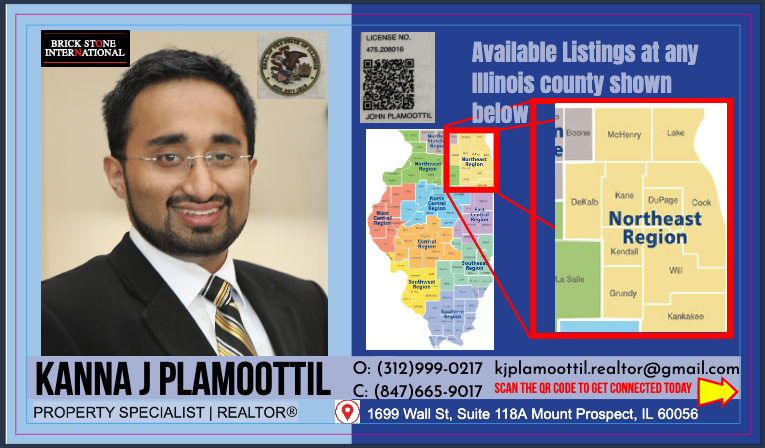 BRICK STONE
INTERNATIONAL
LICENSE NO.
475.208016
JOHN PLAMOOTTIL
Available Listings at any
Illinois county shown
below
Northwest
Region
Northeast
Region
West
Central
Region
North
Central
Region
East
Central
Region
Central
Region
Southwest
Region
Southeast
Region
Southern
Region
Boone
McHenry
Lake
DeKalb
Kane
DuPage
Cook
Northeast
Region
Kendall
La Salle
Will
Grundy
Kankakee
KANNA J PLAMOOTTIL
PROPERTY SPECIALIST | REALTOR®
O: (312)999-0217 kjplamoottil.realtor@gmail.com
C: (847)665-9017 SCAN THE QR CODE TO GET CONNECTED TODAY
1699 Wall St, Suite 118A Mount Prospect, IL 60056